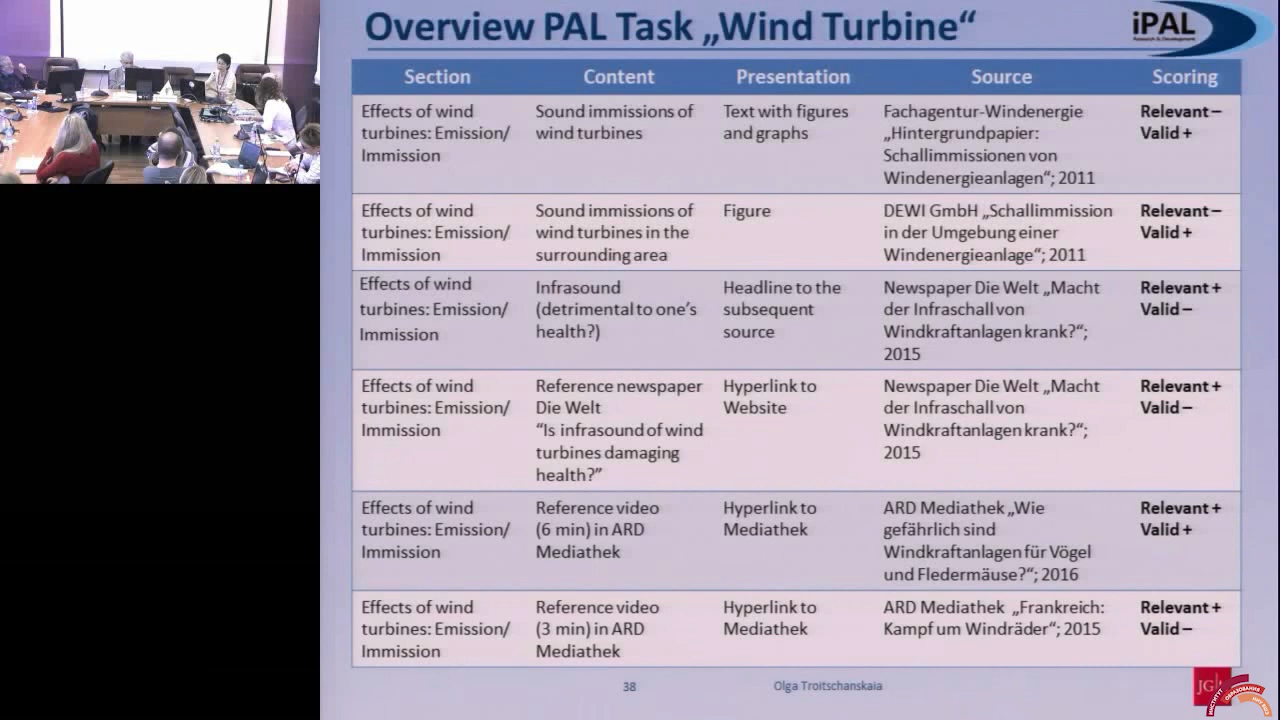 Overview PAL Task „Wind Turbine“
iPAL
Research & Development
Section Content Presentation Source Scoring
Effects of wind turbines: Emission/ Immission
Sound immissions of wind turbines
Text with figures and graphs
Fachagentur-Windenergie „Hintergrundpapier: Schallimmissionen von Windenergieanlagen“; 2011
Relevant –
Valid +
Effects of wind
turbines: Emission/
Immission
Sound immissions of
wind turbines in the
surrounding area
Figure
DEWI GmbH „Schallimmission
in der Umgebung einer
Windenergieanlage“; 2011
Relevant –
Valid +
Effects of wind
turbines: Emission/
Immission
Infrasound
(detrimental to one’s
health?)
Headline to the
subsequent
source
Newspaper Die Welt „Macht
der Infraschall von
Windkraftanlagen krank?“;
2015
Relevant +
Valid –
Effects of wind
turbines: Emission/
Immission
Reference newspaper
Die Welt
“Is infrasound of wind
turbines damaging
health?”
Hyperlink to
Website
Newspaper Die Welt „Macht
der Infraschall von
Windkraftanlagen krank?“;
2015
Relevant +
Valid –
Effects of wind
turbines: Emission/
Immission
Reference video
(6 min) in ARD
Mediathek
Hyperlink to
Mediathek
ARD Mediathek „Wie
gefährlich sind
Windkraftanlagen für Vögel
und Fledermäuse?“; 2016
Relevant +
Valid +
Effects of wind
turbines: Emission/
Immission
Reference video
(3 min) in ARD
Mediathek
Hyperlink to
Mediathek
ARD Mediathek „Frankreich:
Kampf um Windräder“; 2015
Relevant +
Valid –
38
Olga Troitschanskaia
ИНСТИТУТ
ОБРАЗОВАНИЯ